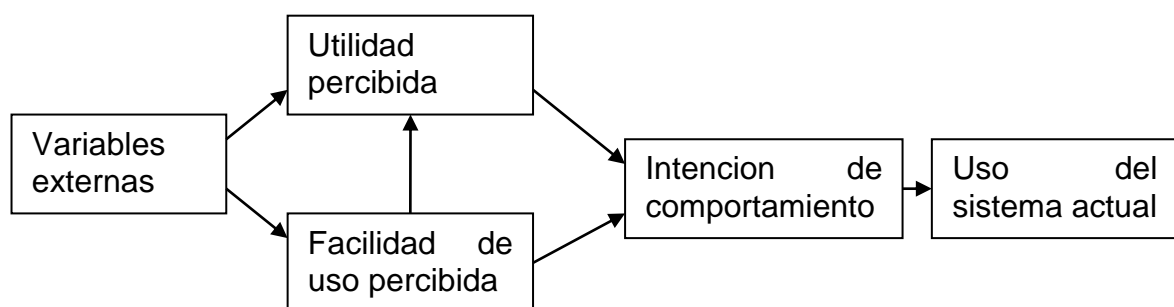 Utilidad
percibida
Variables
externas
Intencion de
comportamiento
Uso del
sistema actual
Facilidad de
uso percibida